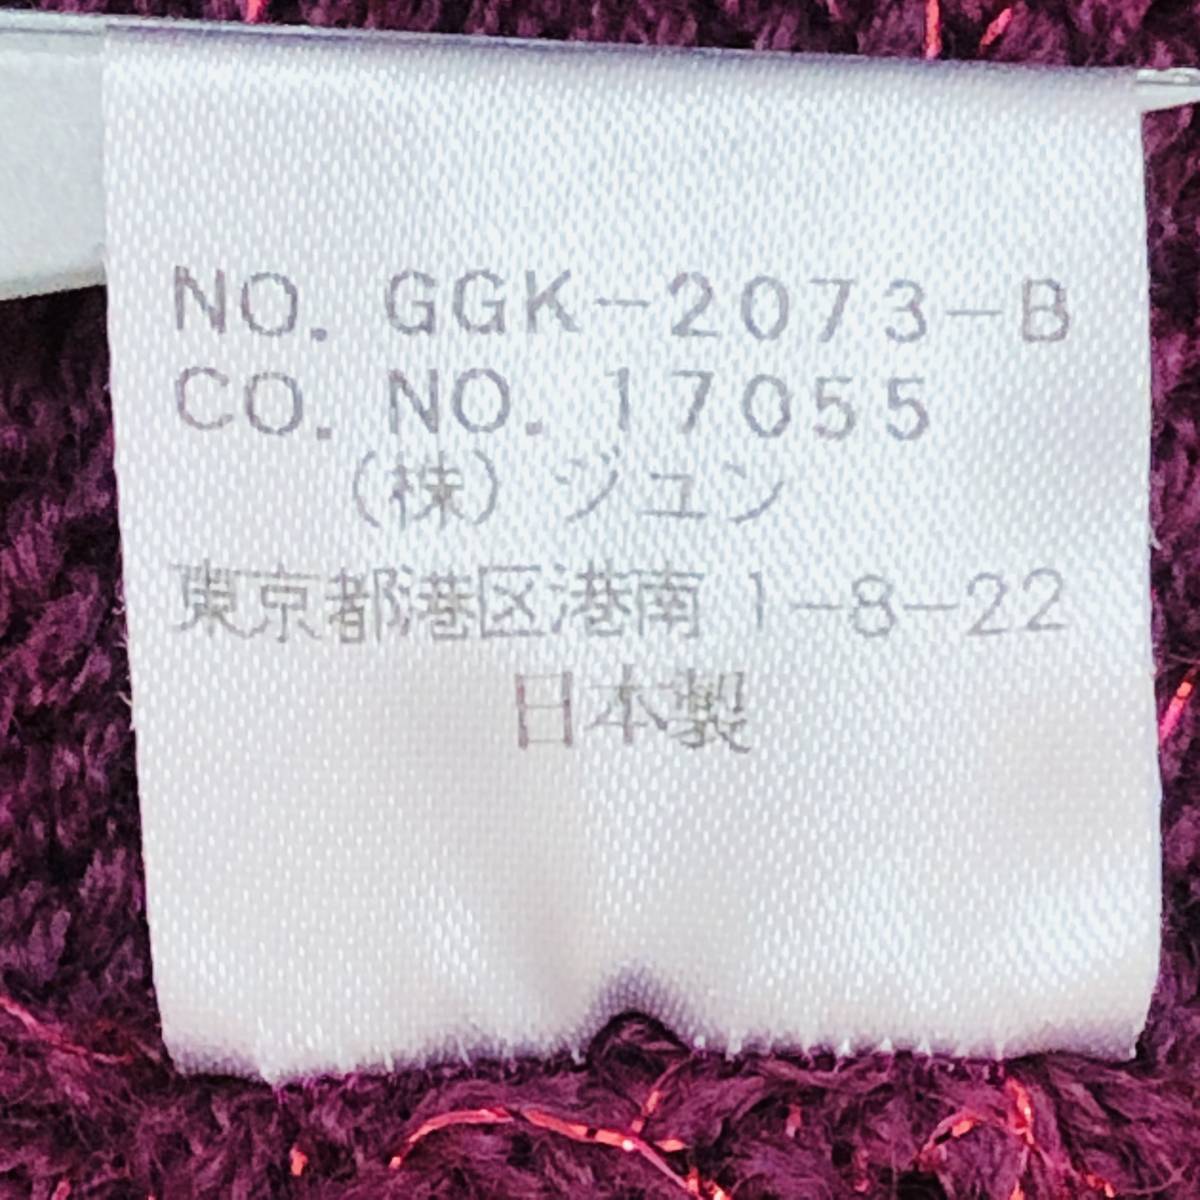 NO. GGK-2073-B
CO. NO. 17055
(株) ジュン
東京都港区港南 1-8-22
日本製